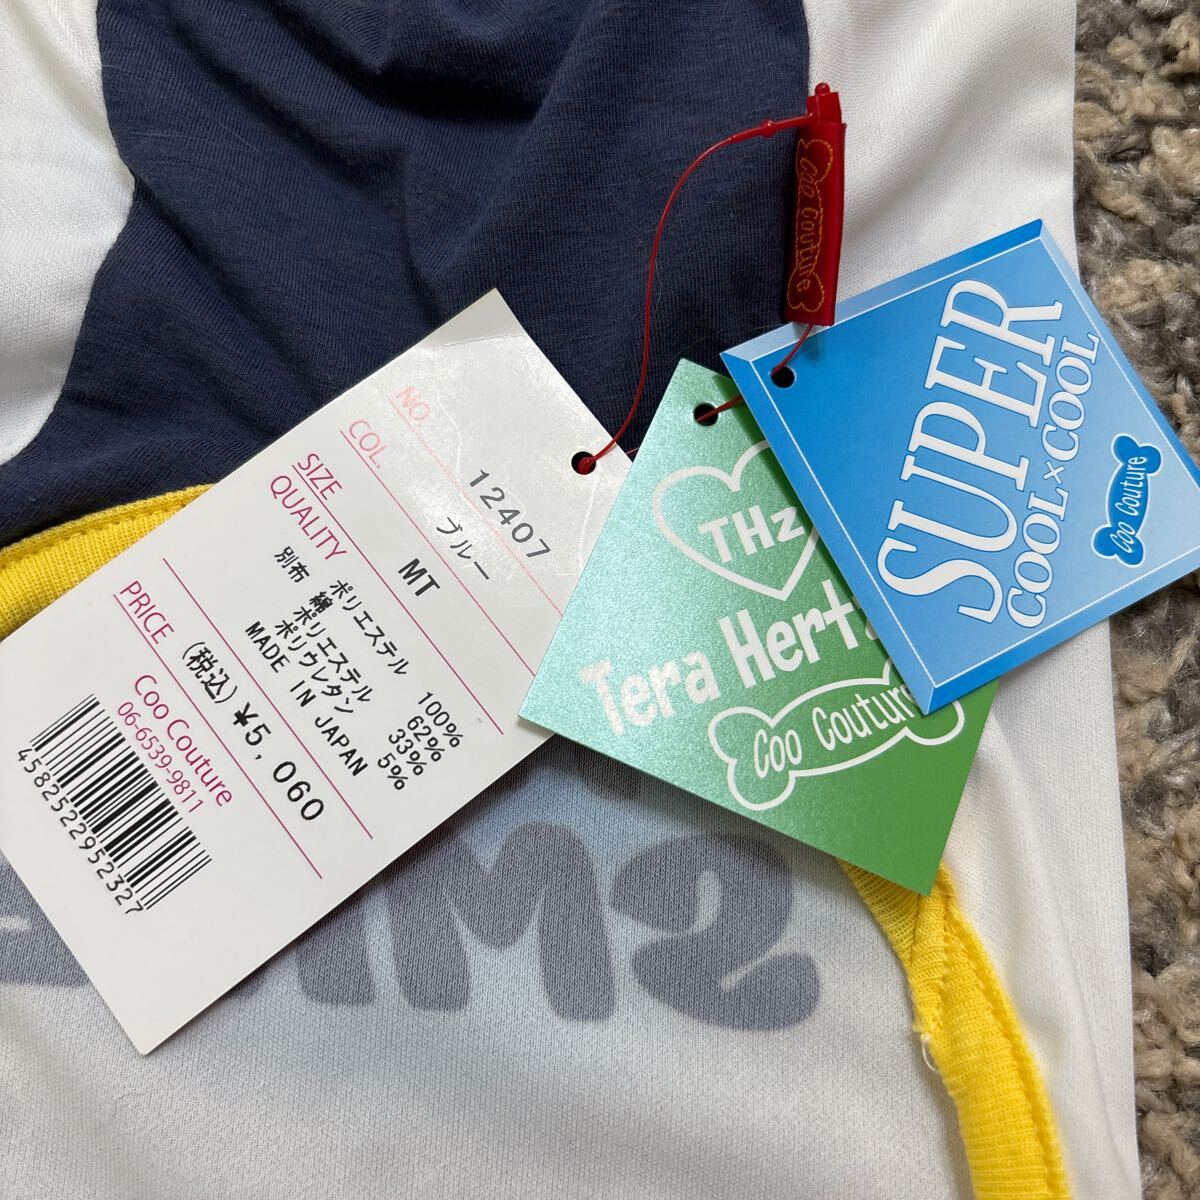 NO. 12407
COL. ブルー
SIZE MT
QUALITY
ポリエステル 100%
別布 綿 62%
ポリエステル 33%
ポリウレタン 5%
MADE IN JAPAN
PRICE (税込) ¥5,060
Coo Couture
06-6539-9811
4582522952327
Coo Couture
THz
Tera Hert
Coo Couture
SUPER
COOL×COOL
Coo Couture